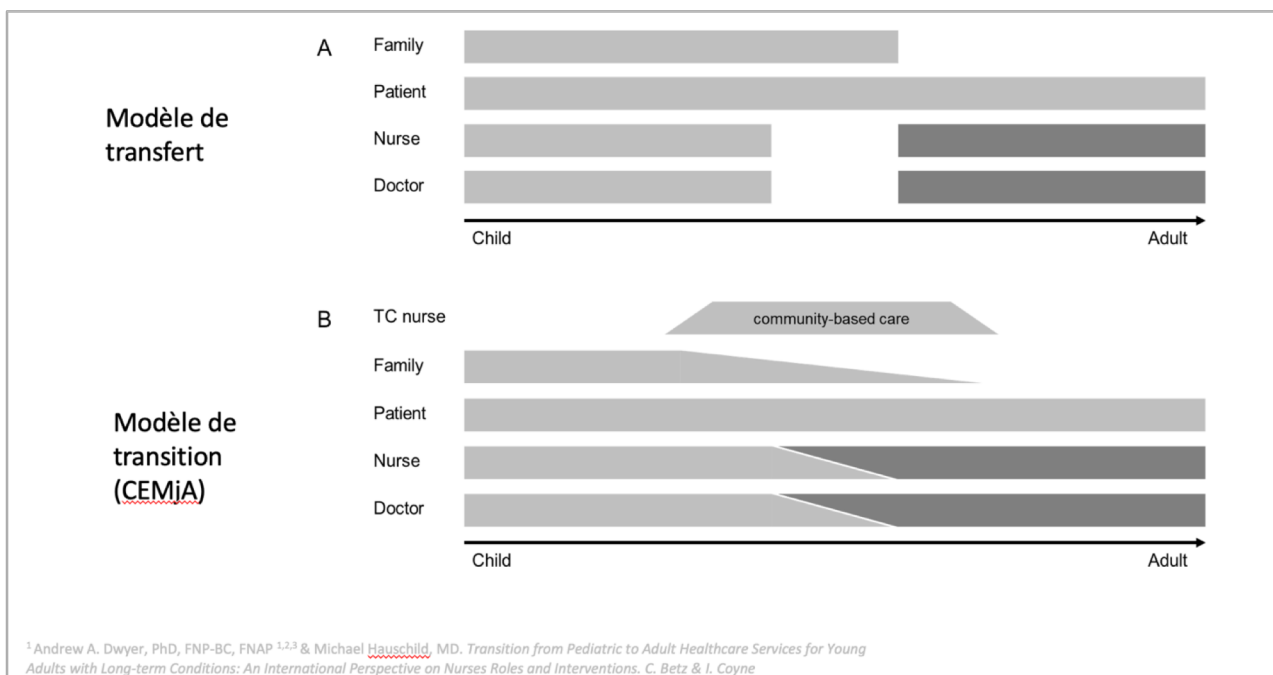 A
Family
Patient
Modèle de
transfert
Nurse
Doctor
Child
Adult
B
TC nurse
community-based care
Family
Patient
Modèle de
transition
(CEMjA)
Nurse
Doctor
Child
Adult
1 Andrew A. Dwyer, PhD, FNP-BC, FNAP 1,2,3 & Michael Hauschild, MD. Transition from Pediatric to Adult Healthcare Services for Young
Adults with Long-term Conditions: An International Perspective on Nurses Roles and Interventions. C. Betz & I. Coyne